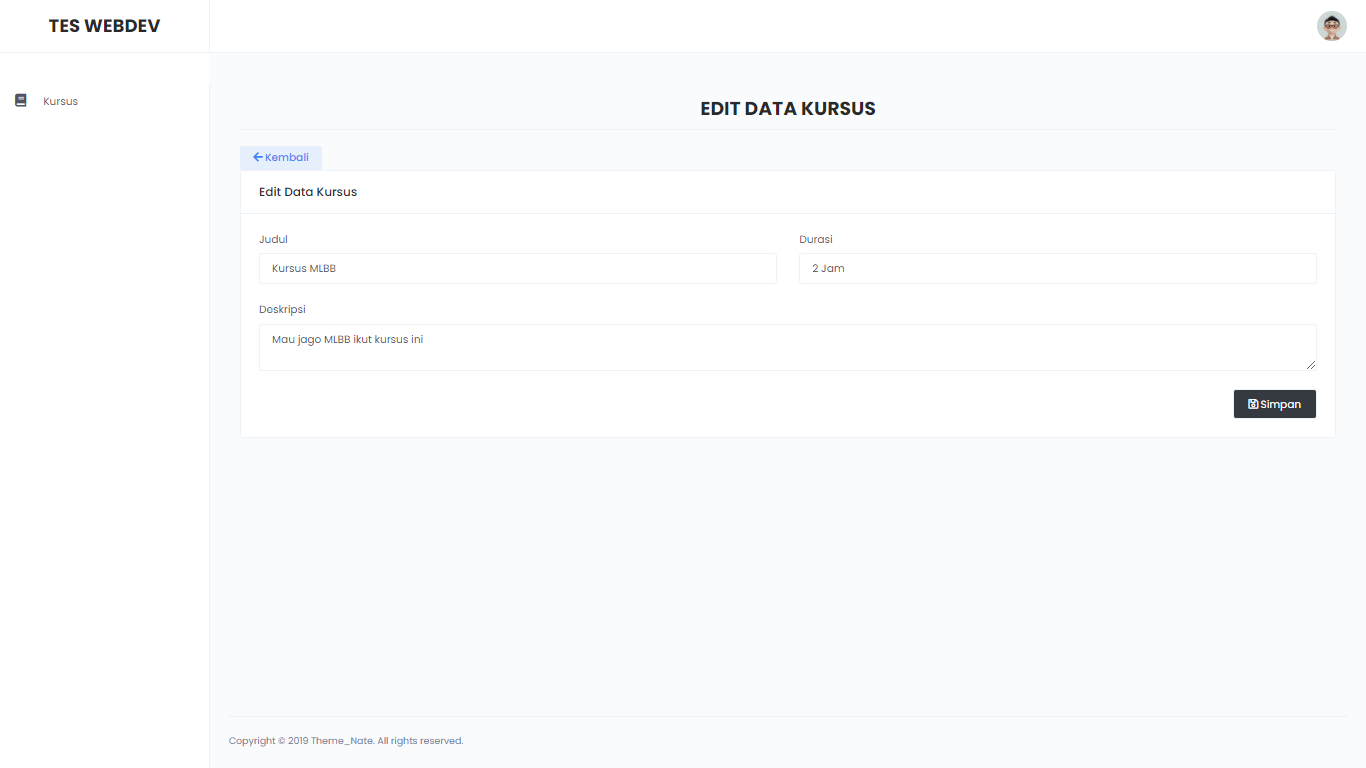 TES WEBDEV
Kursus
EDIT DATA KURSUS
Kembali
Edit Data Kursus
Judul
Durasi
Kursus MLBB
2 Jam
Deskripsi
Mau jago MLBB ikut kursus ini
Simpan
Copyright © 2019 Theme_Nate. All rights reserved.